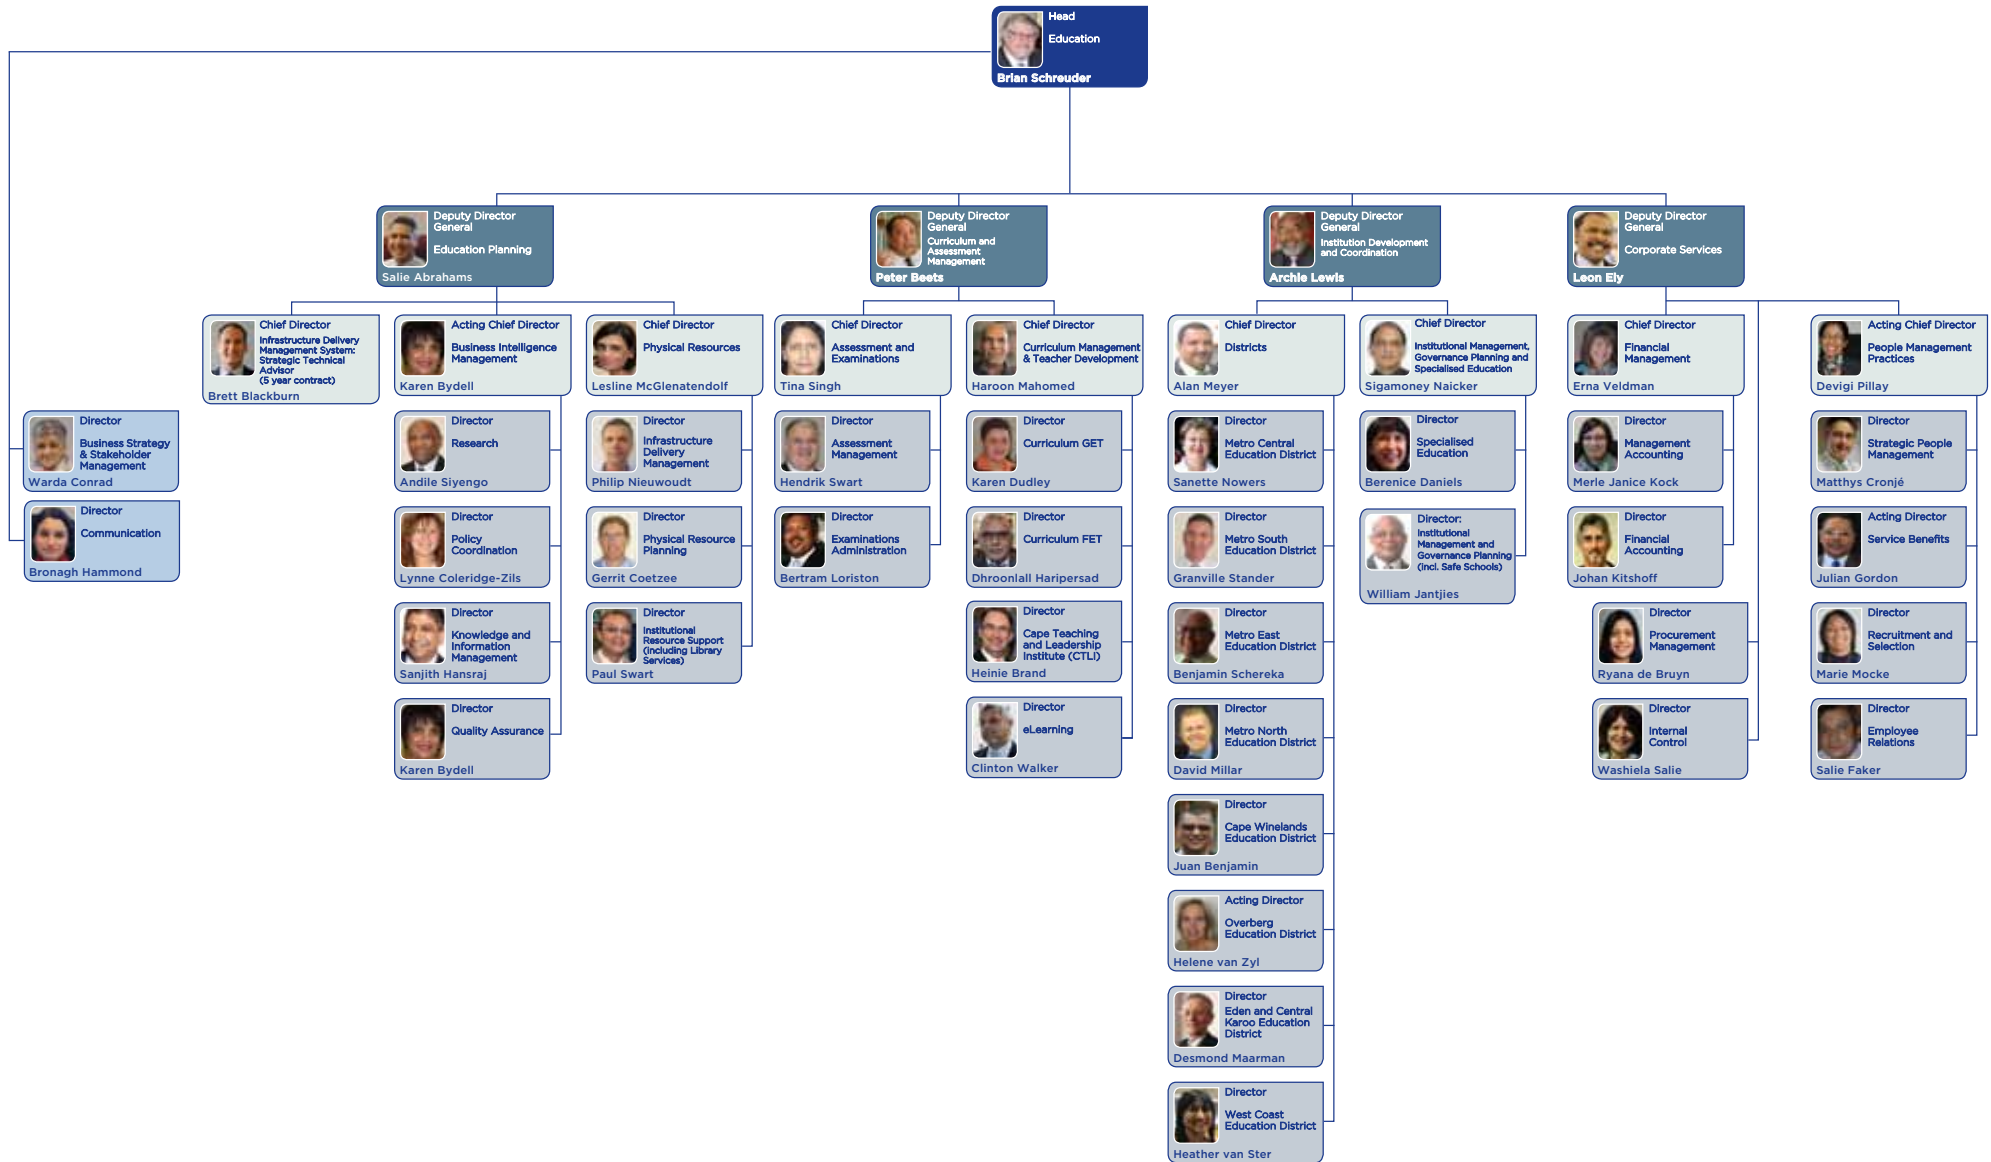 Head
Education
Brian Schreuder
Deputy Director
General
Education Planning
Salie Abrahams
Deputy Director
General
Curriculum and
Assessment
Management
Peter Beets
Deputy Director
General
Institution Development
and Coordination
Archie Lewis
Deputy Director
General
Corporate Services
Leon Ely
Chief Director
Infrastructure Delivery
Management System:
Strategic Technical
Advisor
(5 year contract)
Brett Blackburn
Acting Chief Director
Business Intelligence
Management
Karen Bydell
Chief Director
Physical Resources
Lesline McGlenatendolf
Chief Director
Assessment and
Examinations
Tina Singh
Chief Director
Curriculum Management
& Teacher Development
Haroon Mahomed
Chief Director
Districts
Alan Meyer
Chief Director
Institutional Management,
Governance Planning and
Specialised Education
Sigamoney Naicker
Chief Director
Financial
Management
Erna Veldman
Acting Chief Director
People Management
Practices
Devigi Pillay
Director
Business Strategy
& Stakeholder
Management
Warda Conrad
Director
Communication
Bronagh Hammond
Director
Research
Andile Siyengo
Director
Policy
Coordination
Lynne Coleridge-Zils
Director
Knowledge and
Information
Management
Sanjith Hansraj
Director
Quality Assurance
Karen Bydell
Director
Infrastructure
Delivery
Management
Philip Nieuwoudt
Director
Physical Resource
Planning
Gerrit Coetzee
Director
Institutional
Resource Support
(including Library
Services)
Paul Swart
Director
Assessment
Management
Hendrik Swart
Director
Examinations
Administration
Bertram Loriston
Director
Curriculum GET
Karen Dudley
Director
Curriculum FET
Dhroonlall Haripersad
Director
Cape Teaching
and Leadership
Institute (CTLI)
Heinie Brand
Director
eLearning
Clinton Walker
Director
Metro Central
Education District
Sanette Nowers
Director
Metro South
Education District
Granville Stander
Director
Metro East
Education District
Benjamin Schereka
Director
Metro North
Education District
David Millar
Director
Cape Winelands
Education District
Juan Benjamin
Acting Director
Overberg
Education District
Helene van Zyl
Director
Eden and Central
Karoo Education
District
Desmond Maarman
Director
West Coast
Education District
Heather van Ster
Director
Specialised
Education
Berenice Daniels
Director:
Institutional
Management and
Governance Planning
(incl. Safe Schools)
William Jantjies
Director
Management
Accounting
Merle Janice Kock
Director
Financial
Accounting
Johan Kitshoff
Director
Procurement
Management
Ryana de Bruyn
Director
Internal
Control
Washiela Salie
Director
Strategic People
Management
Matthys Cronjé
Acting Director
Service Benefits
Julian Gordon
Director
Recruitment and
Selection
Marie Mocke
Director
Employee
Relations
Salie Faker